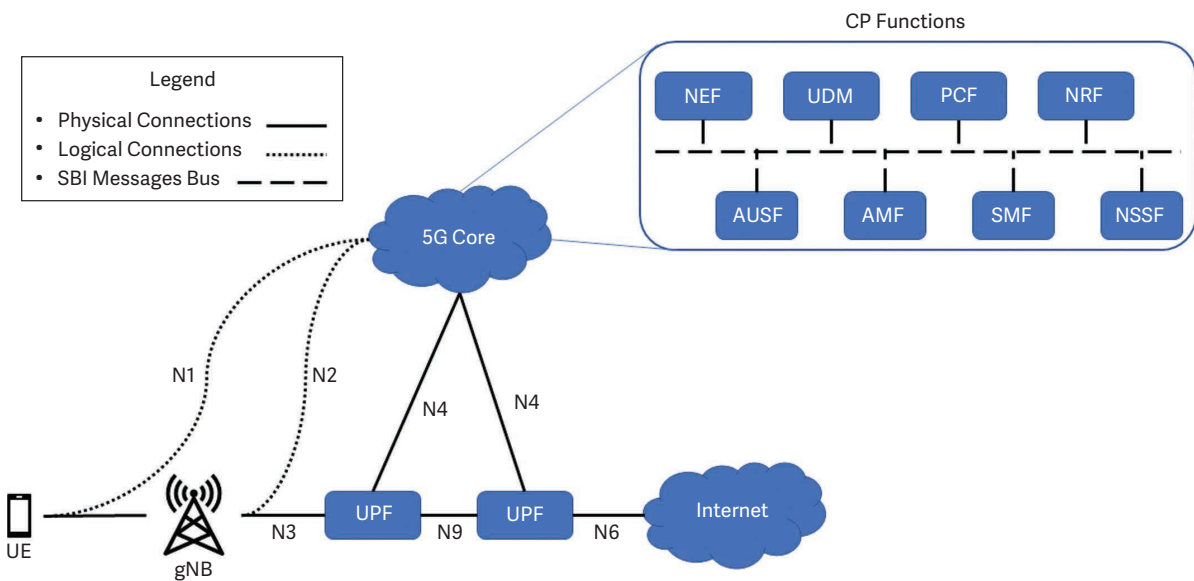 CP Functions
Legend
• Physical Connections
• Logical Connections
• SBI Messages Bus
NEF
UDM
PCF
NRF
AUSF
AMF
SMF
NSSF
5G Core
N1
N2
N4
N4
UE
gNB
N3
UPF
N9
UPF
N6
Internet